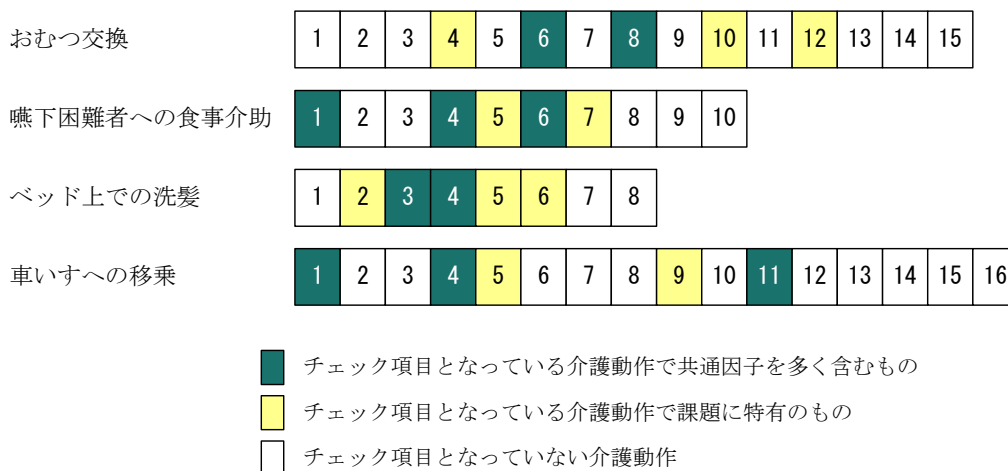 おむつ交換 1 2 3 4 5 6 7 8 9 10 11 12 13 14 15
嚥下困難者への食事介助 1 2 3 4 5 6 7 8 9 10
ベッド上での洗髪 1 2 3 4 5 6 7 8
車いすへの移乗 1 2 3 4 5 6 7 8 9 10 11 12 13 14 15 16
チェック項目となっている介護動作で共通因子を多く含むもの
チェック項目となっている介護動作で課題に特有のもの
チェック項目となっていない介護動作